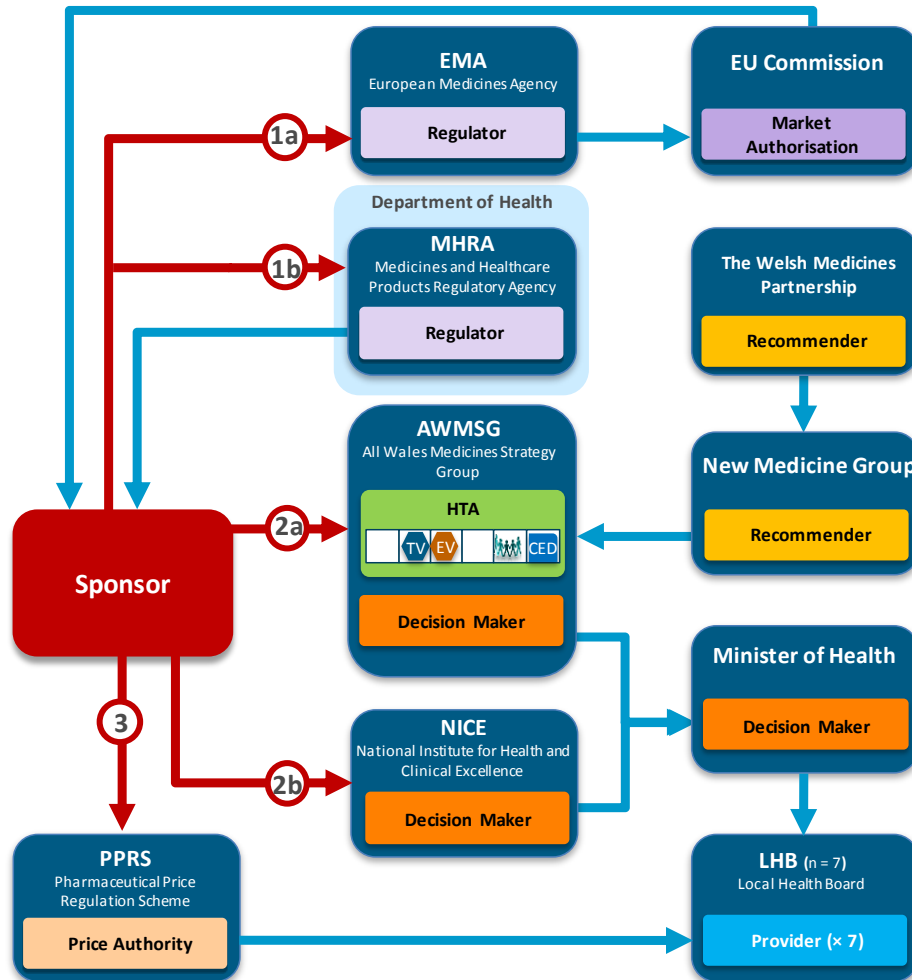 EMA
European Medicines Agency
Regulator
EU Commission
Market
Authorisation
1a
Department of Health
MHRA
Medicines and Healthcare
Products Regulatory Agency
Regulator
1b
The Welsh Medicines
Partnership
Recommender
AWMSG
All Wales Medicines Strategy
Group
HTA
TV
EV
CED
Decision Maker
2a
New Medicine Group
Recommender
Sponsor
Minister of Health
Decision Maker
3
NICE
National Institute for Health and
Clinical Excellence
Decision Maker
2b
PPRS
Pharmaceutical Price
Regulation Scheme
Price Authority
LHB (n = 7)
Local Health Board
Provider (× 7)